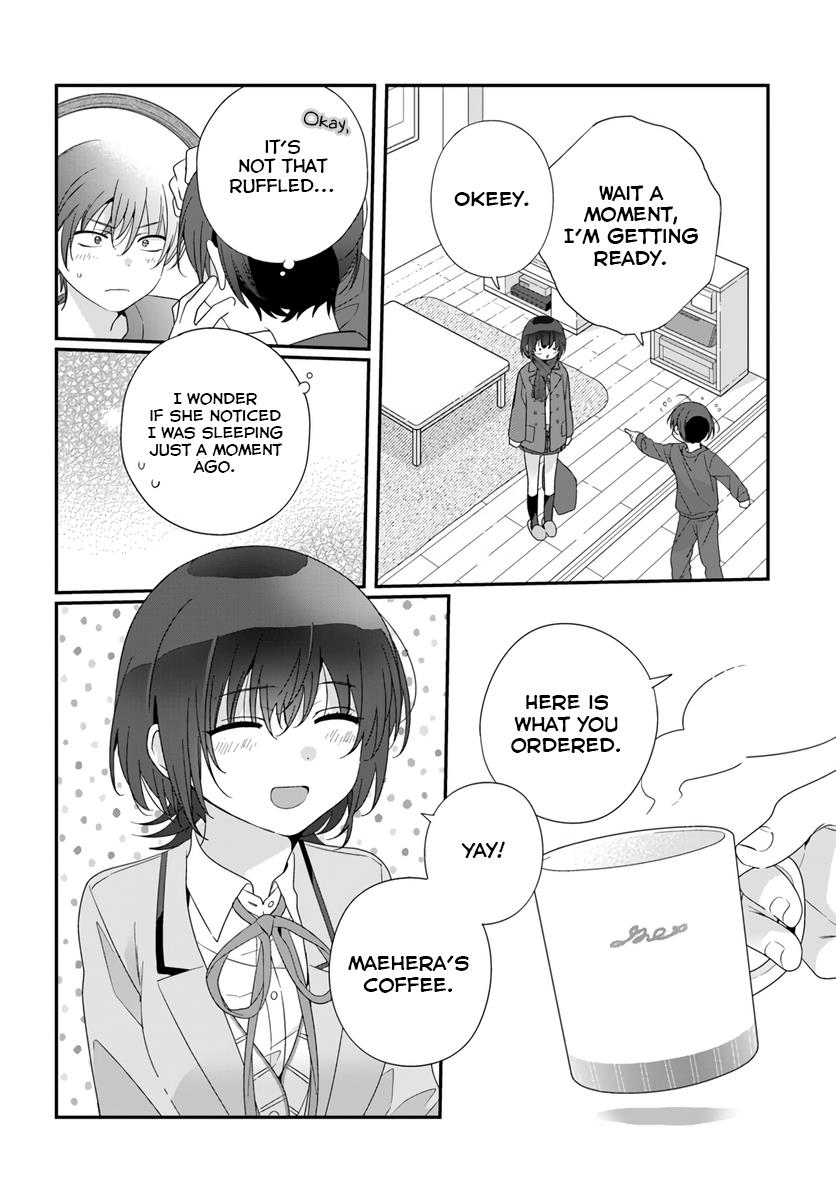 WAIT A
MOMENT,
I'M GETTING
READY.
OKEEY.
Okay,
IT'S
NOT THAT
RUFFLED...
I WONDER
IF SHE NOTICED
I WAS SLEEPING
JUST A MOMENT
AGO.
HERE IS
WHAT YOU
ORDERED.
YAY!
MAEHERA'S
COFFEE.